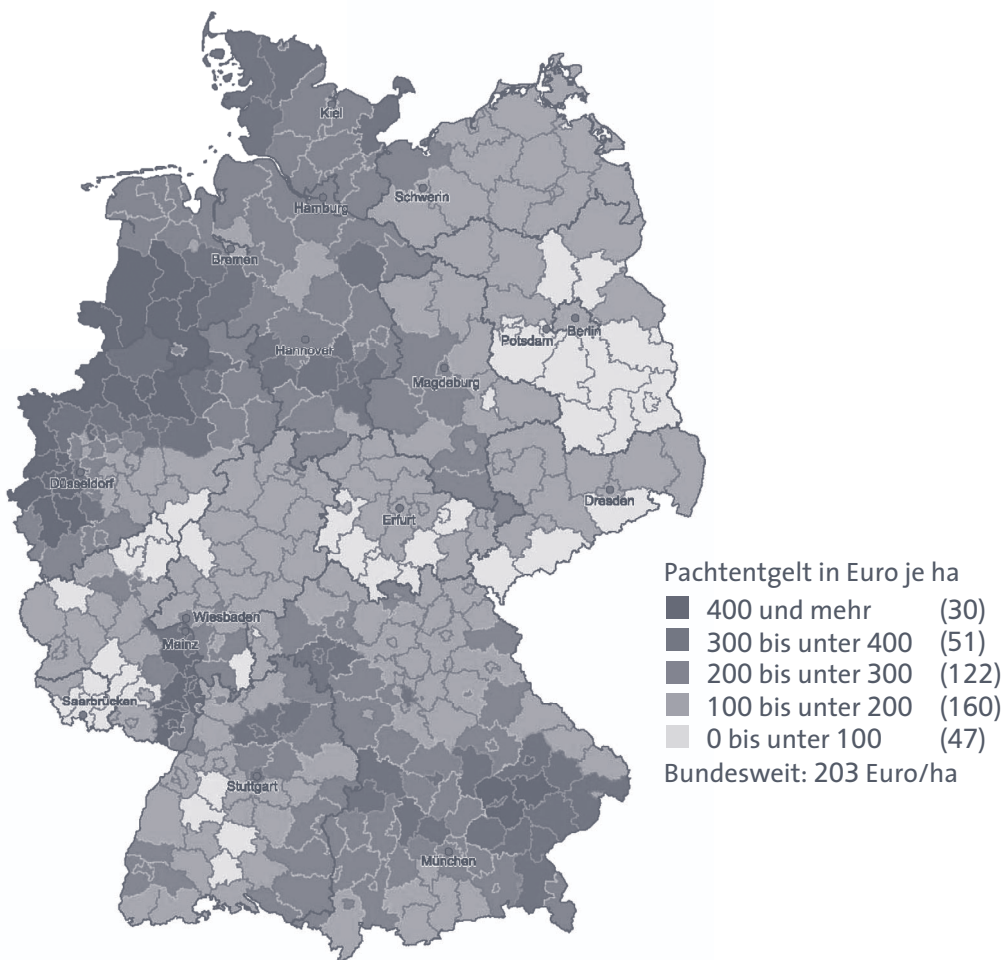 Kiel
Schwerin
Hamburg
Bremen
Berlin
Potsdam
Hannover
Magdeburg
Düsseldorf
Dresden
Erfurt
Wiesbaden
Mainz
Saarbrücken
Stuttgart
München
Pachtentgelt in Euro je ha
400 und mehr (30)
300 bis unter 400 (51)
200 bis unter 300 (122)
100 bis unter 200 (160)
0 bis unter 100 (47)
Bundesweit: 203 Euro/ha